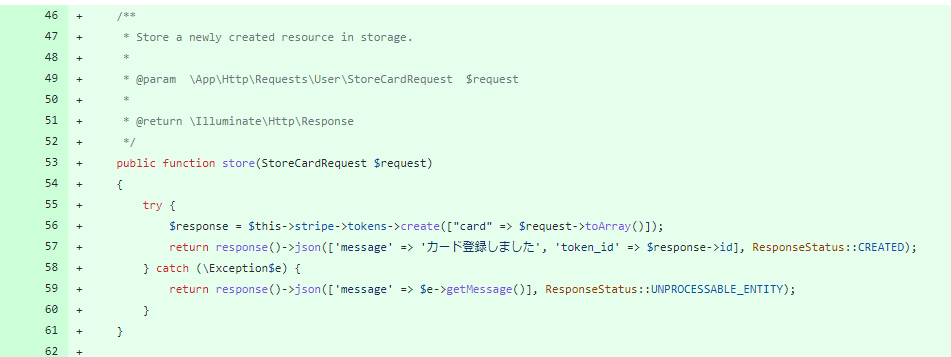 46 + /**
47 + * Store a newly created resource in storage.
48 + *
49 + * @param  \App\Http\Requests\User\StoreCardRequest  $request
50 + *
51 + * @return \Illuminate\Http\Response
52 + */
53 + public function store(StoreCardRequest $request)
54 + {
55 + try {
56 + $response = $this->stripe->tokens->create(["card" => $request->toArray()]);
57 + return response()->json(['message' => 'カード登録しました', 'token_id' => $response->id], ResponseStatus::CREATED);
58 + } catch (\Exception$e) {
59 + return response()->json(['message' => $e->getMessage()], ResponseStatus::UNPROCESSABLE_ENTITY);
60 + }
61 + }
62 +